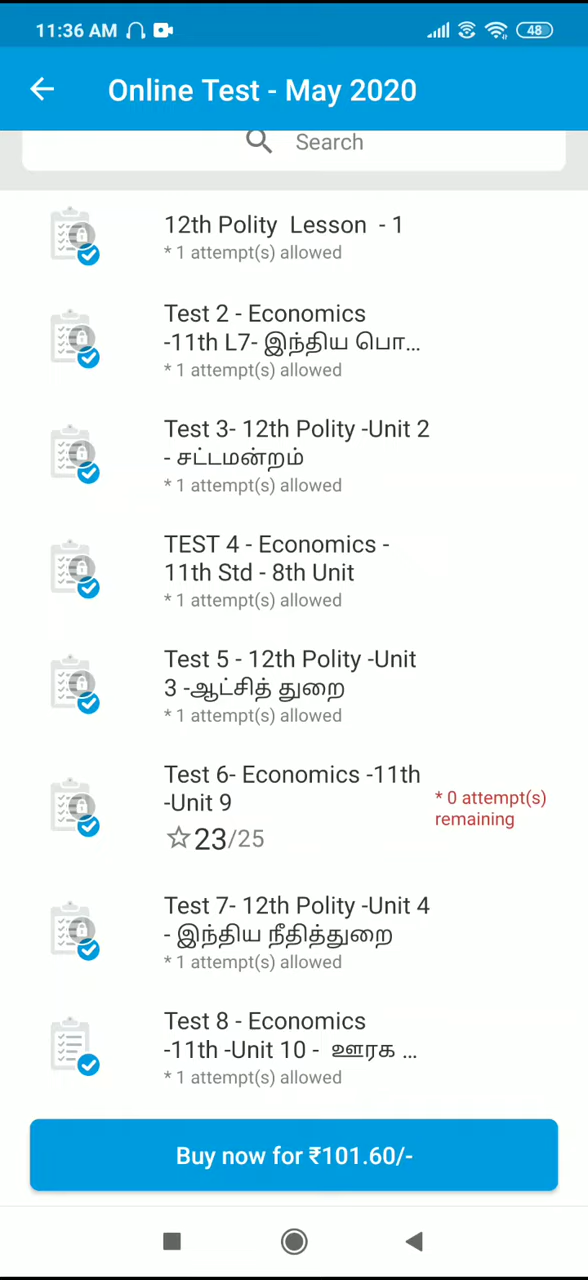 11:36 AM 48
Online Test - May 2020
Search
12th Polity Lesson - 1
* 1 attempt(s) allowed
Test 2 - Economics
-11th L7- இந்திய பொ...
* 1 attempt(s) allowed
Test 3- 12th Polity -Unit 2
- சட்டமன்றம்
* 1 attempt(s) allowed
TEST 4 - Economics -
11th Std - 8th Unit
* 1 attempt(s) allowed
Test 5 - 12th Polity -Unit
3 -ஆட்சித் துறை
* 1 attempt(s) allowed
Test 6- Economics -11th
-Unit 9
23/25
* 0 attempt(s)
remaining
Test 7- 12th Polity -Unit 4
- இந்திய நீதித்துறை
* 1 attempt(s) allowed
Test 8 - Economics
-11th -Unit 10 - ஊரக ...
* 1 attempt(s) allowed
Buy now for ₹101.60/-